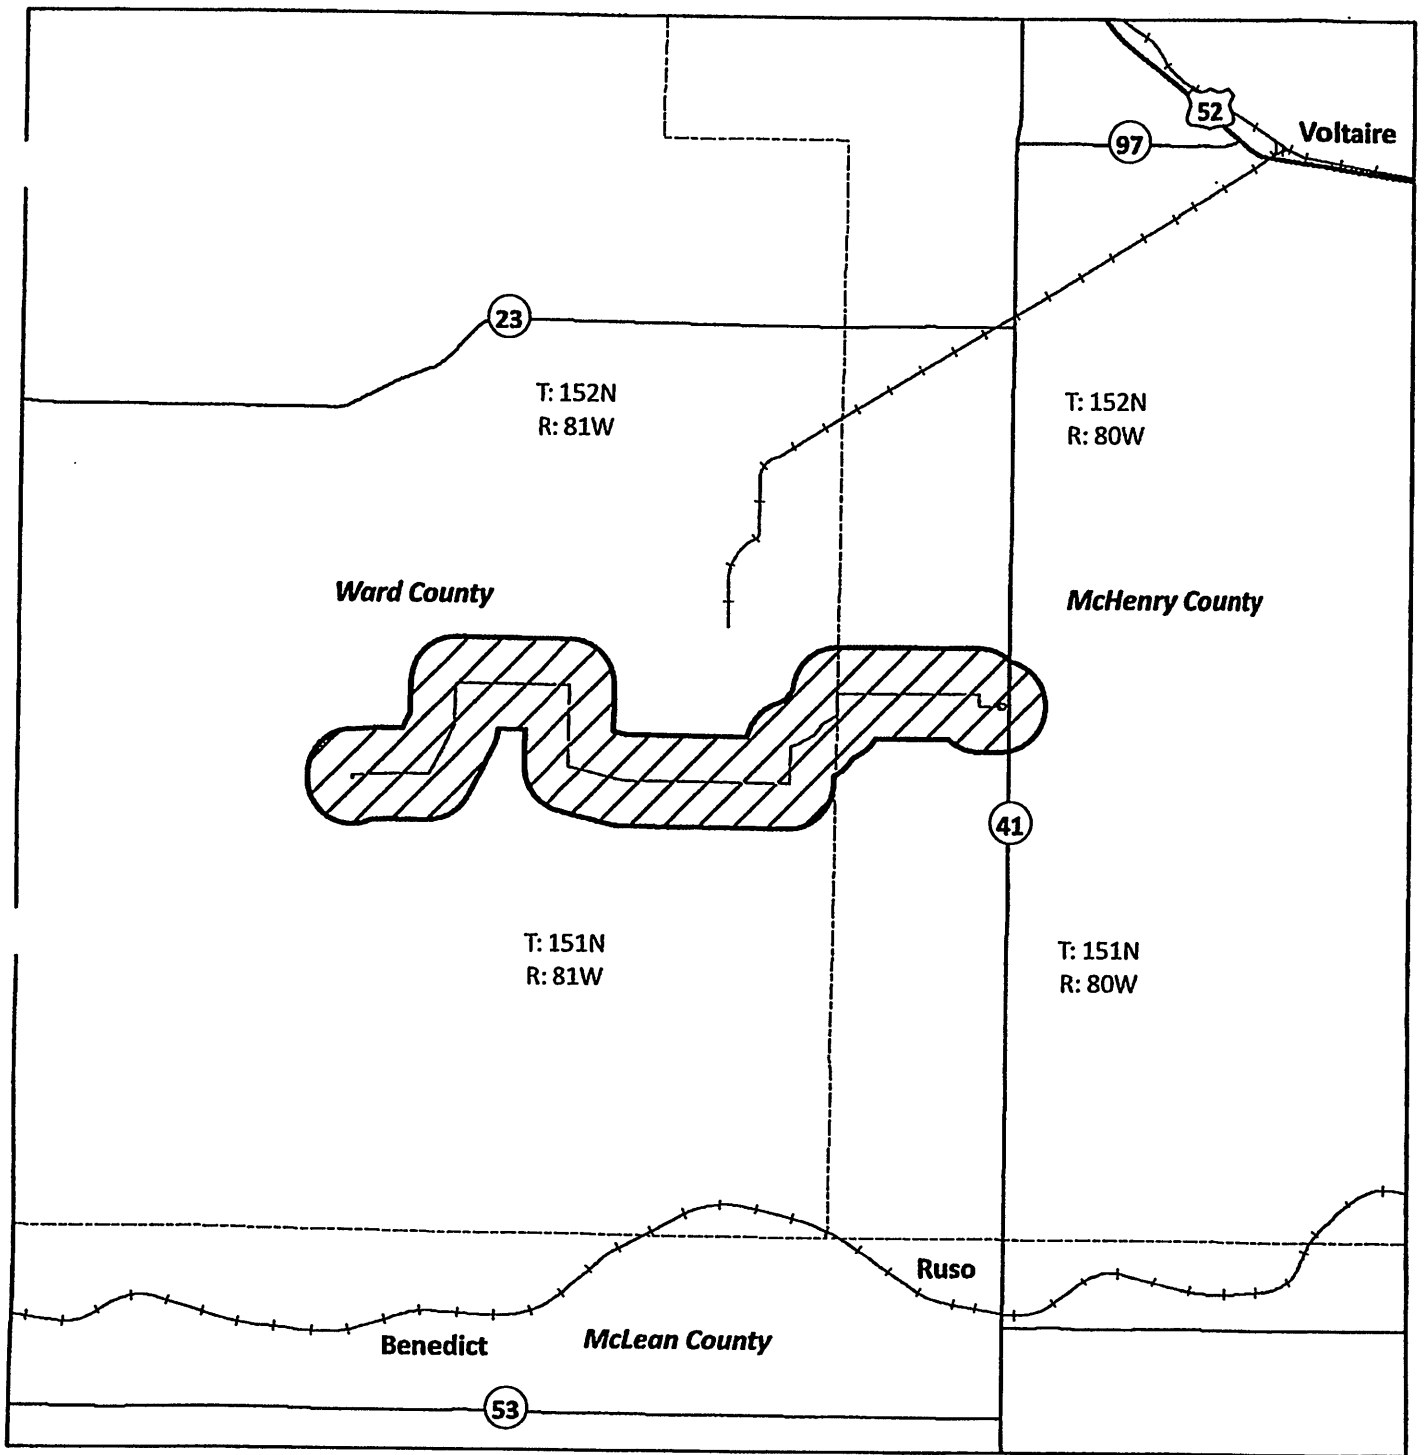 52
Voltaire
97
23
T: 152N
R: 81W
T: 152N
R: 80W
Ward County
McHenry County
41
T: 151N
R: 81W
T: 151N
R: 80W
Ruso
Benedict
McLean County
53